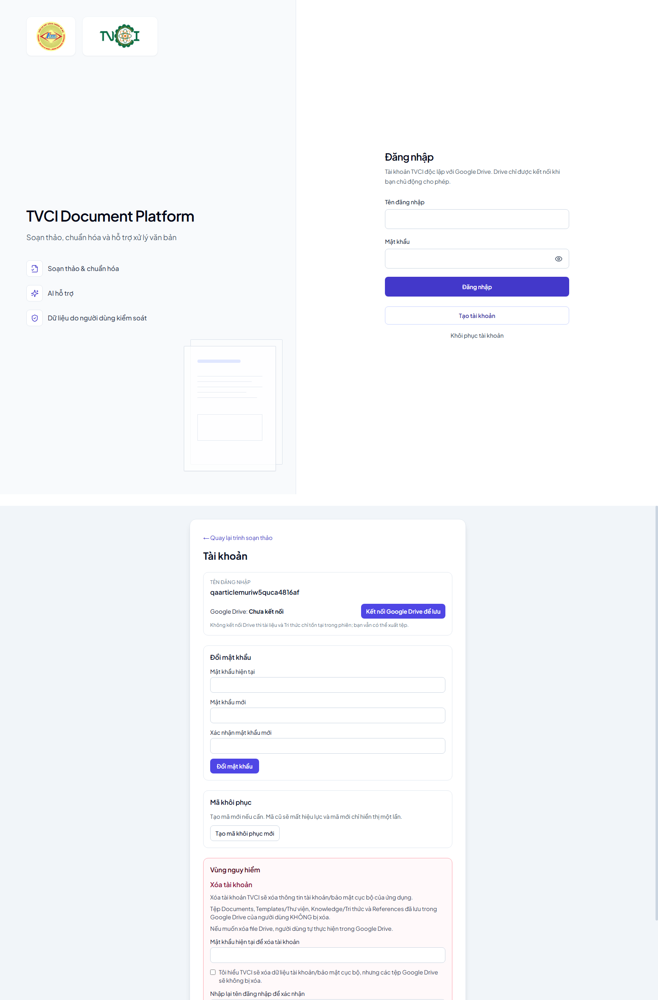 TVCI
TVCI Document Platform
Soạn thảo, chuẩn hóa và hỗ trợ xử lý văn bản
Soạn thảo & chuẩn hóa
AI hỗ trợ
Dữ liệu do người dùng kiểm soát
Đăng nhập
Tài khoản TVCI độc lập với Google Drive. Drive chỉ được kết nối khi
bạn chủ động cho phép.
Tên đăng nhập
Mật khẩu
Đăng nhập
Tạo tài khoản
Khôi phục tài khoản
← Quay lại trình soạn thảo
Tài khoản
TÊN ĐĂNG NHẬP
qaarticlemuriw5quca4816af
Google Drive: Chưa kết nối
Kết nối Google Drive để lưu
Không kết nối Drive thì tài liệu và Tri thức chỉ tồn tại trong phiên; bạn vẫn có thể xuất tệp.
Đổi mật khẩu
Mật khẩu hiện tại
Mật khẩu mới
Xác nhận mật khẩu mới
Đổi mật khẩu
Mã khôi phục
Tạo mã mới nếu cần. Mã cũ sẽ mất hiệu lực và mã mới chỉ hiển thị một lần.
Tạo mã khôi phục mới
Vùng nguy hiểm
Xóa tài khoản
Xóa tài khoản TVCI sẽ xóa thông tin tài khoản/bảo mật cục bộ của ứng dụng.
Tệp Documents, Templates/Thư viện, Knowledge/Tri thức và References đã lưu trong
Google Drive của người dùng KHÔNG bị xóa.
Nếu muốn xóa file Drive, người dùng tự thực hiện trong Google Drive.
Mật khẩu hiện tại để xóa tài khoản
Tôi hiểu TVCI sẽ xóa dữ liệu tài khoản/bảo mật cục bộ, nhưng các tệp Google Drive
sẽ không bị xóa.
Nhập lại tên đăng nhập để xác nhận